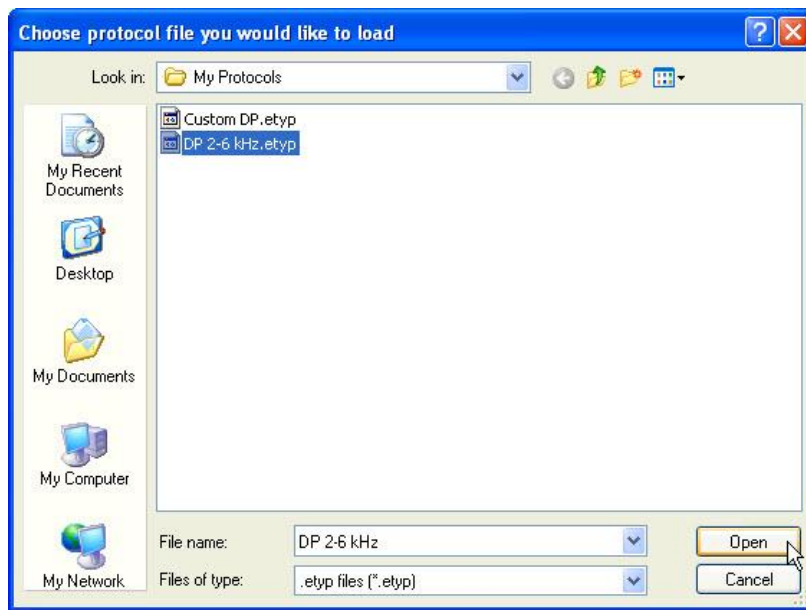 Choose protocol file you would like to load
Look in: My Protocols
Custom DP.etyp
DP 2-6 kHz.etyp
My Recent
Documents
Desktop
My Documents
My Computer
My Network
File name: DP 2-6 kHz Open
Files of type: .etyp files (*.etyp) Cancel